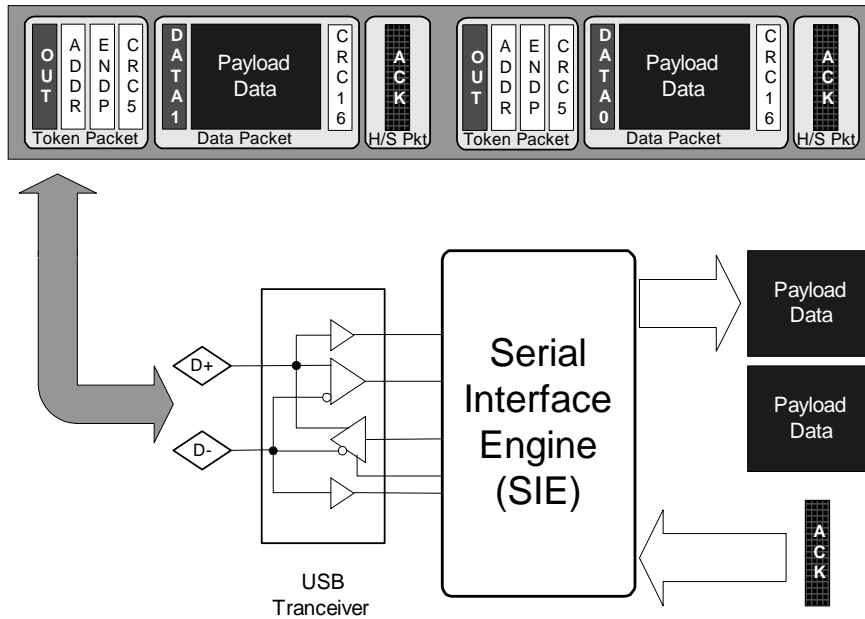 OUT
ADDR
ENDP
CRC5
Token Packet
DATA1
Payload
Data
CRC16
Data Packet
ACK
H/S Pkt
OUT
ADDR
ENDP
CRC5
Token Packet
DATA0
Payload
Data
CRC16
Data Packet
ACK
H/S Pkt
D+
D-
USB
Tranceiver
Serial
Interface
Engine
(SIE)
Payload
Data
Payload
Data
ACK